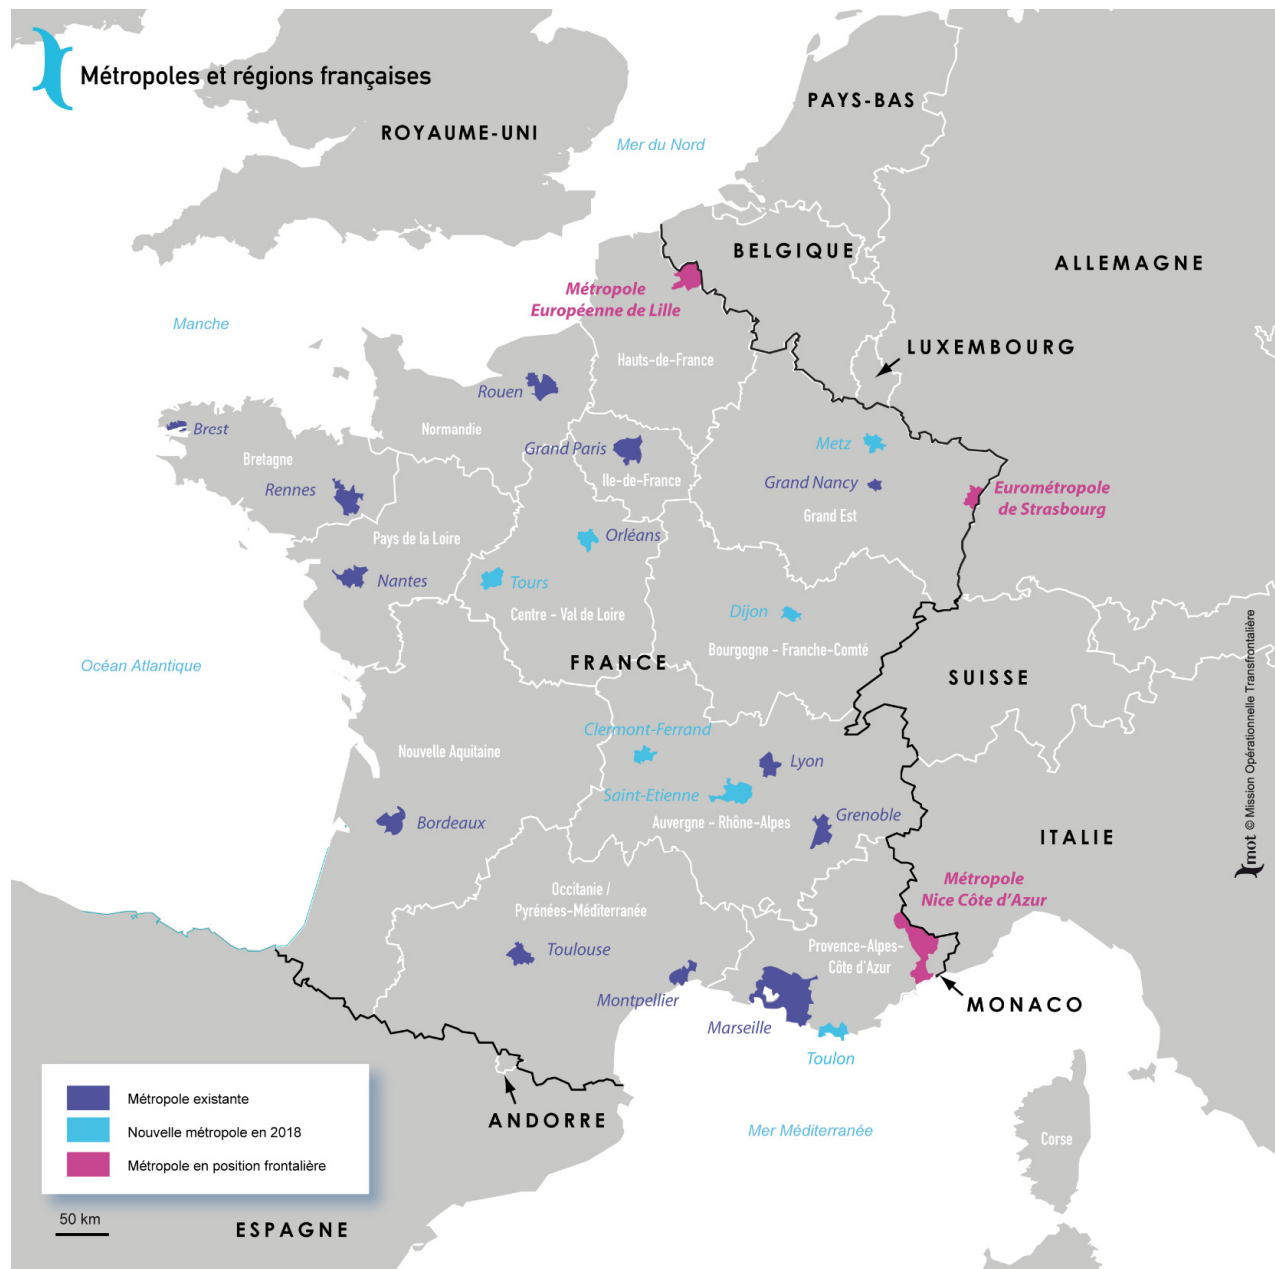 Métropoles et régions françaises
ROYAUME-UNI
PAYS-BAS
Mer du Nord
BELGIQUE
ALLEMAGNE
Métropole
Européenne de Lille
Manche
LUXEMBOURG
Hauts-de-France
Rouen
Normandie
Brest
Bretagne
Grand Paris
Ile-de-France
Metz
Grand Nancy
Grand Est
Eurométropole
de Strasbourg
Rennes
Pays de la Loire
Orléans
Nantes
Tours
Centre - Val de Loire
Dijon
Bourgogne - Franche-Comté
Océan Atlantique
FRANCE
SUISSE
Clermont-Ferrand
Nouvelle Aquitaine
Lyon
Saint-Etienne
Auvergne - Rhône-Alpes
Grenoble
Bordeaux
ITALIE
mot © Mission Opérationnelle Transfrontalière
Métropole
Nice Côte d'Azur
Occitanie /
Pyrénées-Méditerranée
Provence-Alpes-
Côte d'Azur
Toulouse
Montpellier
Marseille
MONACO
Toulon
ANDORRE
Mer Méditerranée
Corse
Métropole existante
Nouvelle métropole en 2018
Métropole en position frontalière
50 km
ESPAGNE